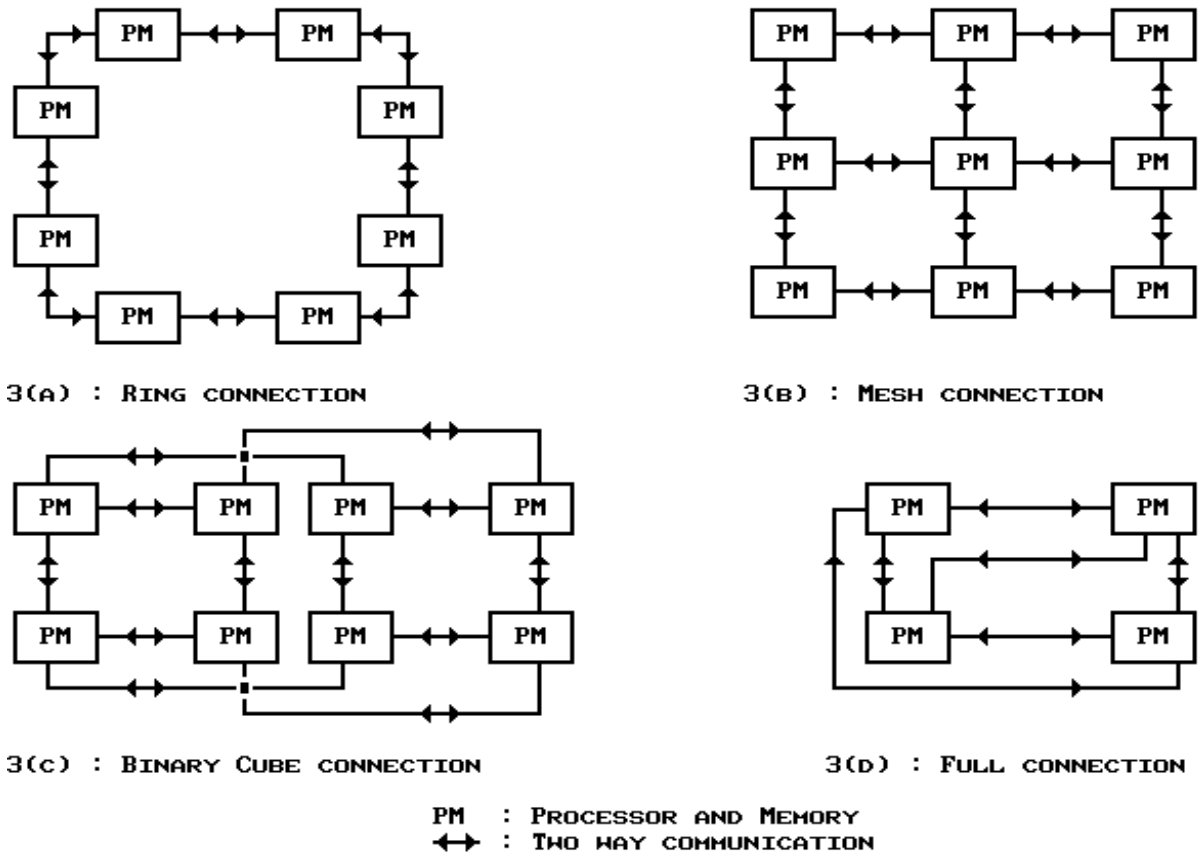 PM PM
PM PM
PM PM
PM PM
3(A) : RING CONNECTION
PM PM PM
PM PM PM
PM PM PM
3(B) : MESH CONNECTION
PM PM PM PM
PM PM PM PM
3(C) : BINARY CUBE CONNECTION
PM PM
PM PM
3(D) : FULL CONNECTION
PM : PROCESSOR AND MEMORY
: TWO WAY COMMUNICATION